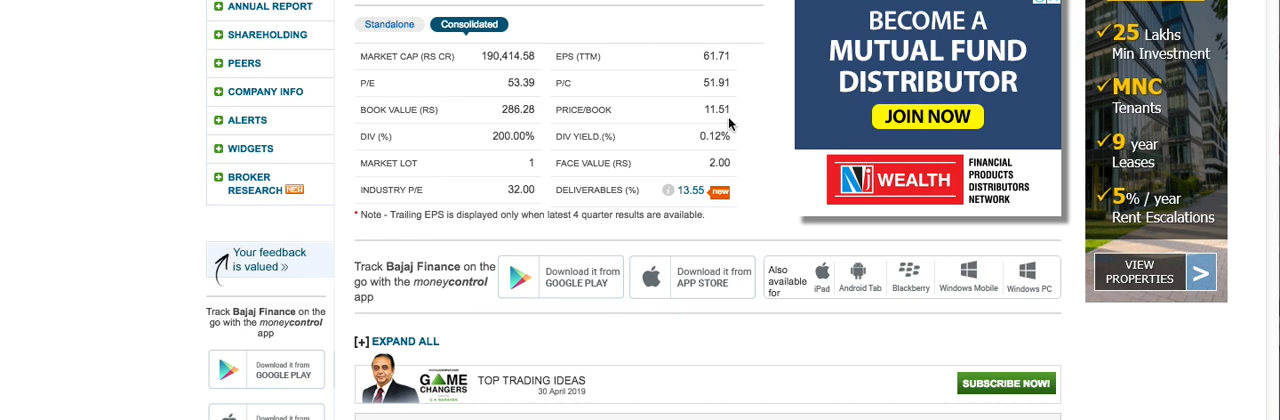 ANNUAL REPORT
SHAREHOLDING
PEERS
COMPANY INFO
ALERTS
WIDGETS
BROKER
RESEARCH NEW
Your feedback
is valued »
Track Bajaj Finance on the
go with the moneycontrol
app
Download it from
GOOGLE PLAY
Download it from
Standalone
Consolidated
MARKET CAP (RS CR) 190,414.58 EPS (TTM) 61.71
P/E 53.39 P/C 51.91
BOOK VALUE (RS) 286.28 PRICE/BOOK 11.51
DIV (%) 200.00% DIV YIELD.(%) 0.12%
MARKET LOT 1 FACE VALUE (RS) 2.00
INDUSTRY P/E 32.00 DELIVERABLES (%) i 13.55 new
* Note - Trailing EPS is displayed only when latest 4 quarter results are available.
Track Bajaj Finance on the
go with the moneycontrol
app
Download it from
GOOGLE PLAY
Download it from
APP STORE
Also
available
for
iPad
Android Tab
Blackberry
Windows Mobile
Windows PC
[+] EXPAND ALL
GAME
CHANGERS
TOP TRADING IDEAS
30 April 2019
SUBSCRIBE NOW!
BECOME A
MUTUAL FUND
DISTRIBUTOR
JOIN NOW
NJ WEALTH
FINANCIAL
PRODUCTS
DISTRIBUTORS
NETWORK
25 Lakhs
Min Investment
MNC
Tenants
9 year
Leases
5% / year
Rent Escalations
VIEW
PROPERTIES >